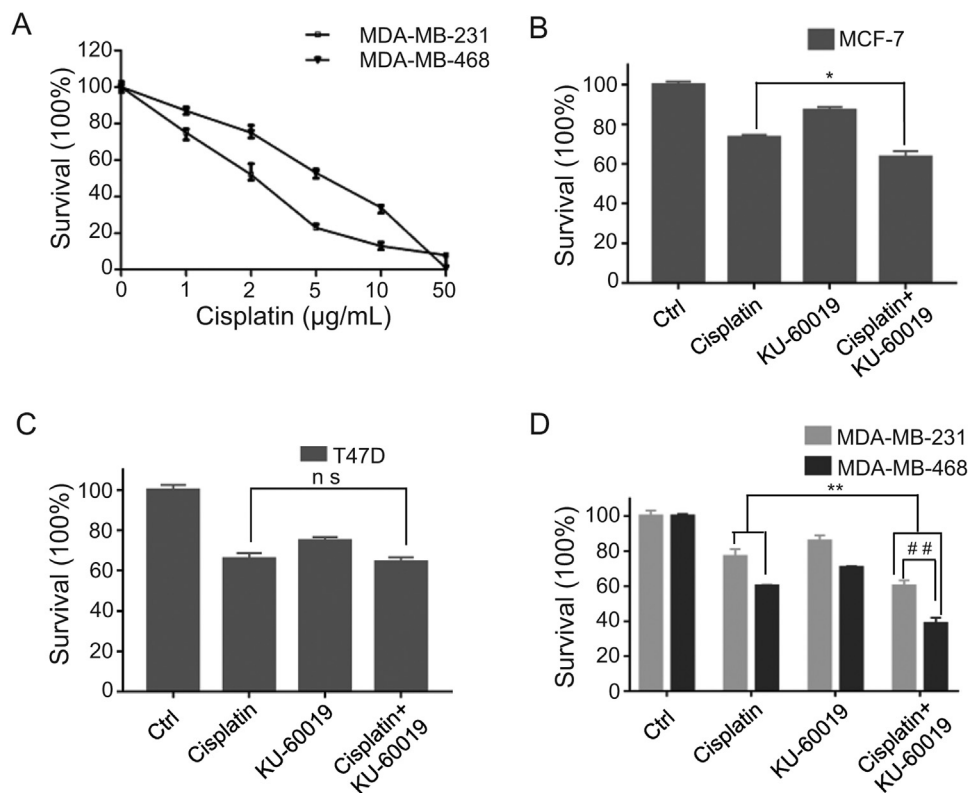 A
MDA-MB-231
MDA-MB-468
Survival (100%)
120
100
80
60
40
20
0
0 1 2 5 10 50
Cisplatin (µg/mL)
B
MCF-7
*
Survival (100%)
100
80
60
40
20
0
Ctrl
Cisplatin
KU-60019
Cisplatin+
KU-60019
C
T47D
n s
Survival (100%)
100
80
60
40
20
0
Ctrl
Cisplatin
KU-60019
Cisplatin+
KU-60019
D
MDA-MB-231
MDA-MB-468
**
# #
Survival (100%)
100
80
60
40
20
0
Ctrl
Cisplatin
KU-60019
Cisplatin+
KU-60019